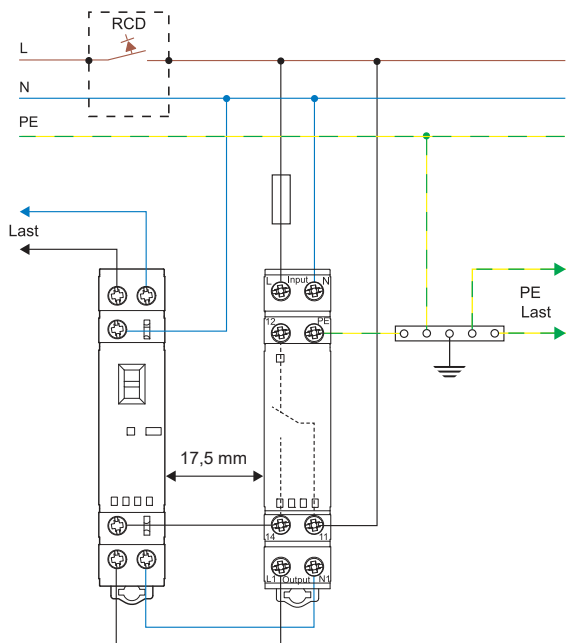 RCD
L
N
PE
Last
L Input N
12 PE
PE
Last
17,5 mm
14 11
L1 Output N1